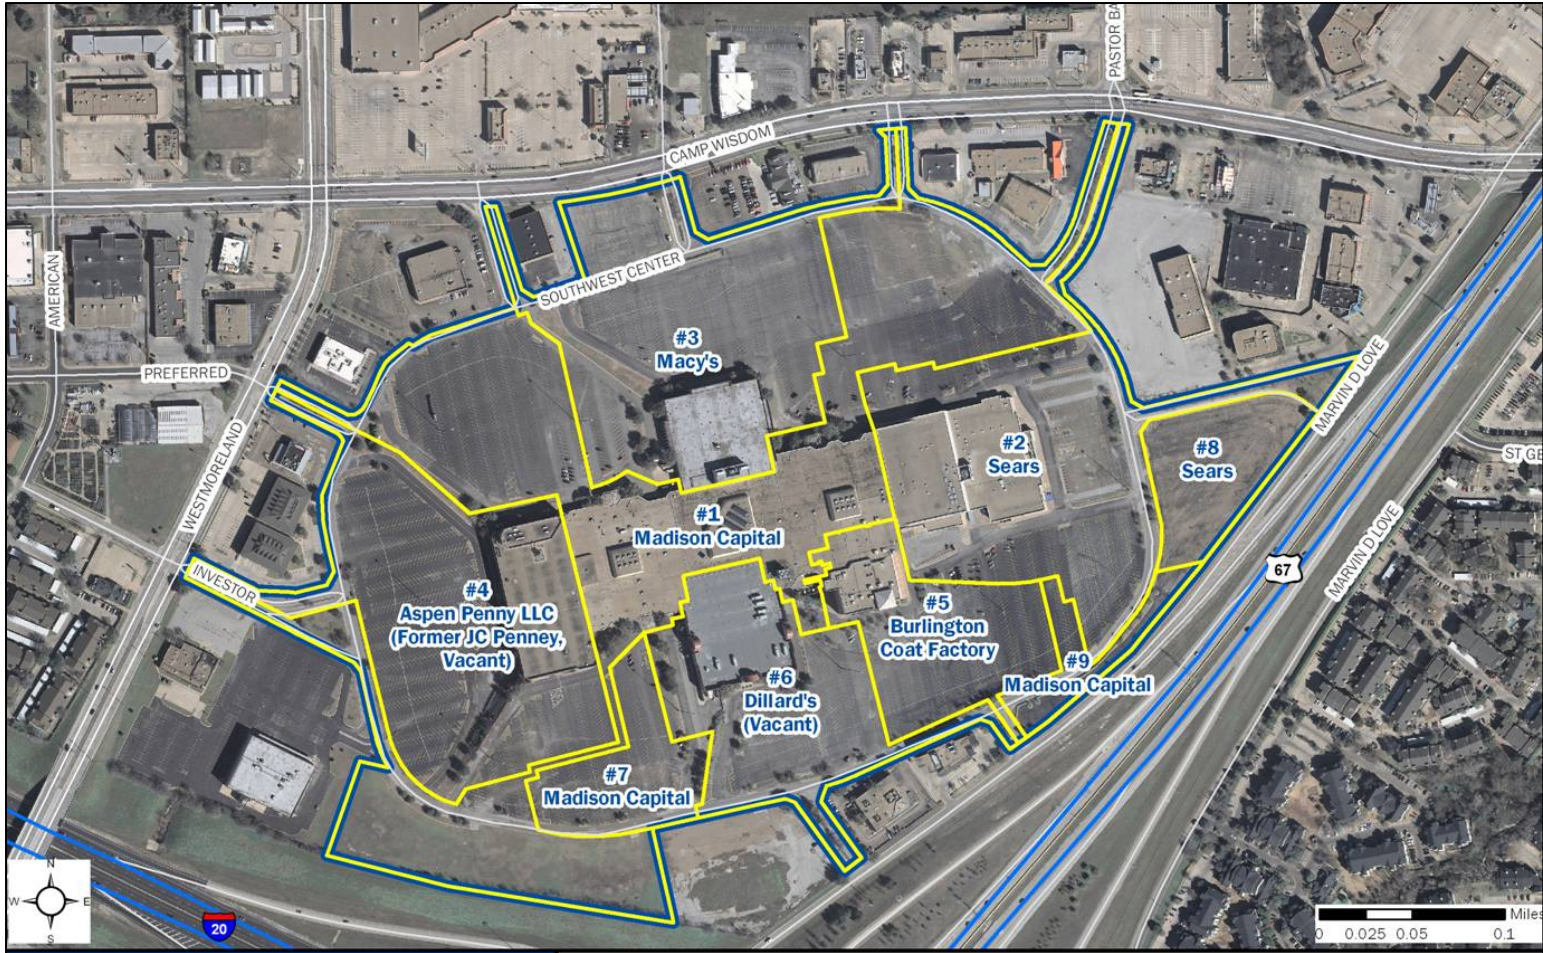 PASTOR BA
CAMP WISDOM
AMERICAN
SOUTHWEST CENTER
PREFERRED
WESTMORELAND
INVESTOR
#3
Macy's
#2
Sears
#8
Sears
MARVIN D LOVE
ST GE
#1
Madison Capital
67
MARVIN D LOVE
#4
Aspen Penny LLC
(Former JC Penney,
Vacant)
#5
Burlington
Coat Factory
#9
Madison Capital
#6
Dillard's
(Vacant)
#7
Madison Capital
N
W E
S
20
Miles
0 0.025 0.05 0.1